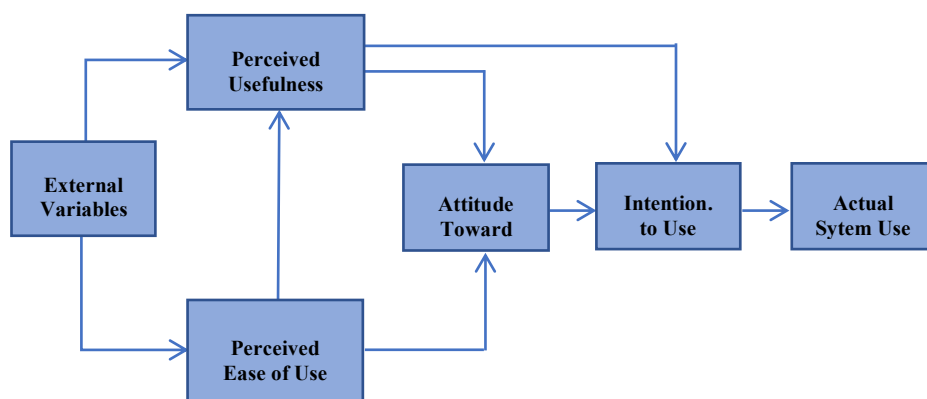 Perceived
Usefulness
External
Variables
Attitude
Toward
Intention.
to Use
Actual
Sytem Use
Perceived
Ease of Use